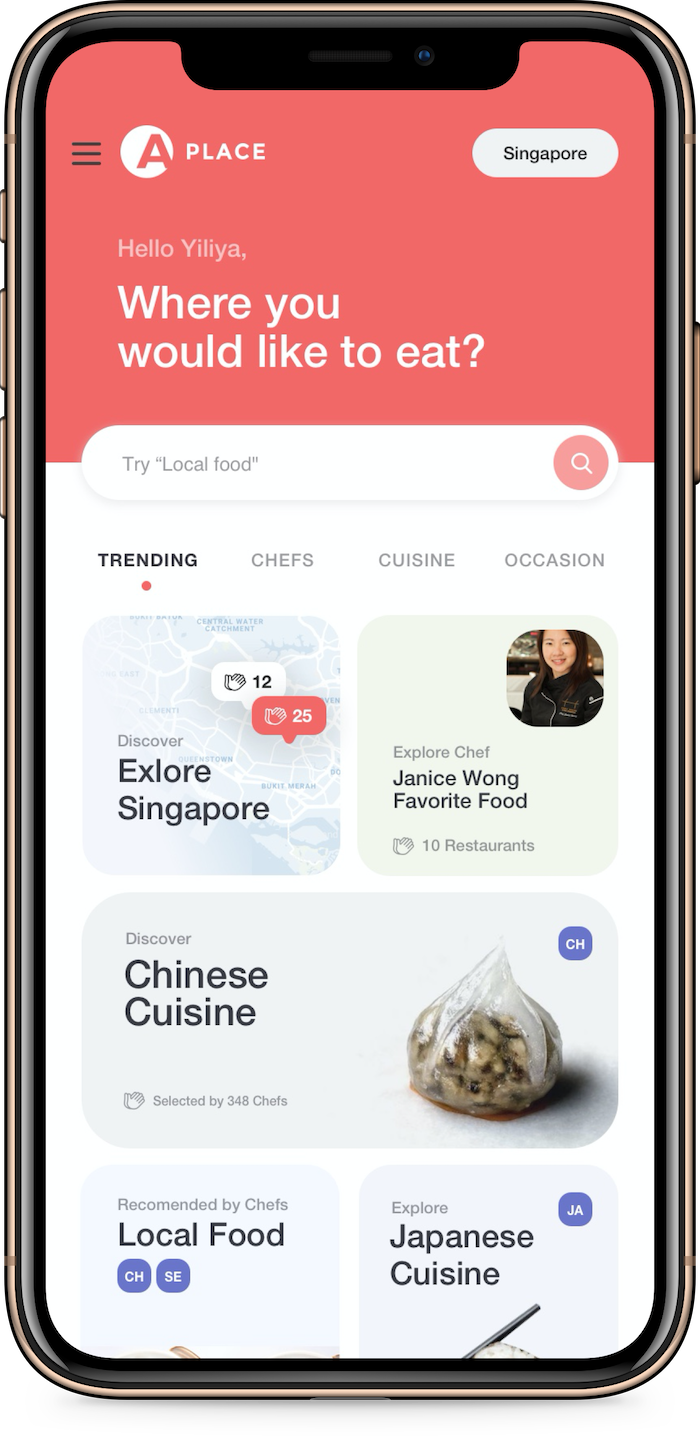 A PLACE
Singapore
Hello Yiliya,
Where you
would like to eat?
Try “Local food"
TRENDING
CHEFS
CUISINE
OCCASION
CENTRAL WATER
CATCHMENT
CLEMENTI
QUEENSTOWN
BUKIT MERAH
12
25
Discover
Exlore
Singapore
Explore Chef
Janice Wong
Favorite Food
10 Restaurants
Discover
Chinese
Cuisine
CH
Selected by 348 Chefs
Recomended by Chefs
Local Food
CH SE
Explore
Japanese
Cuisine
JA